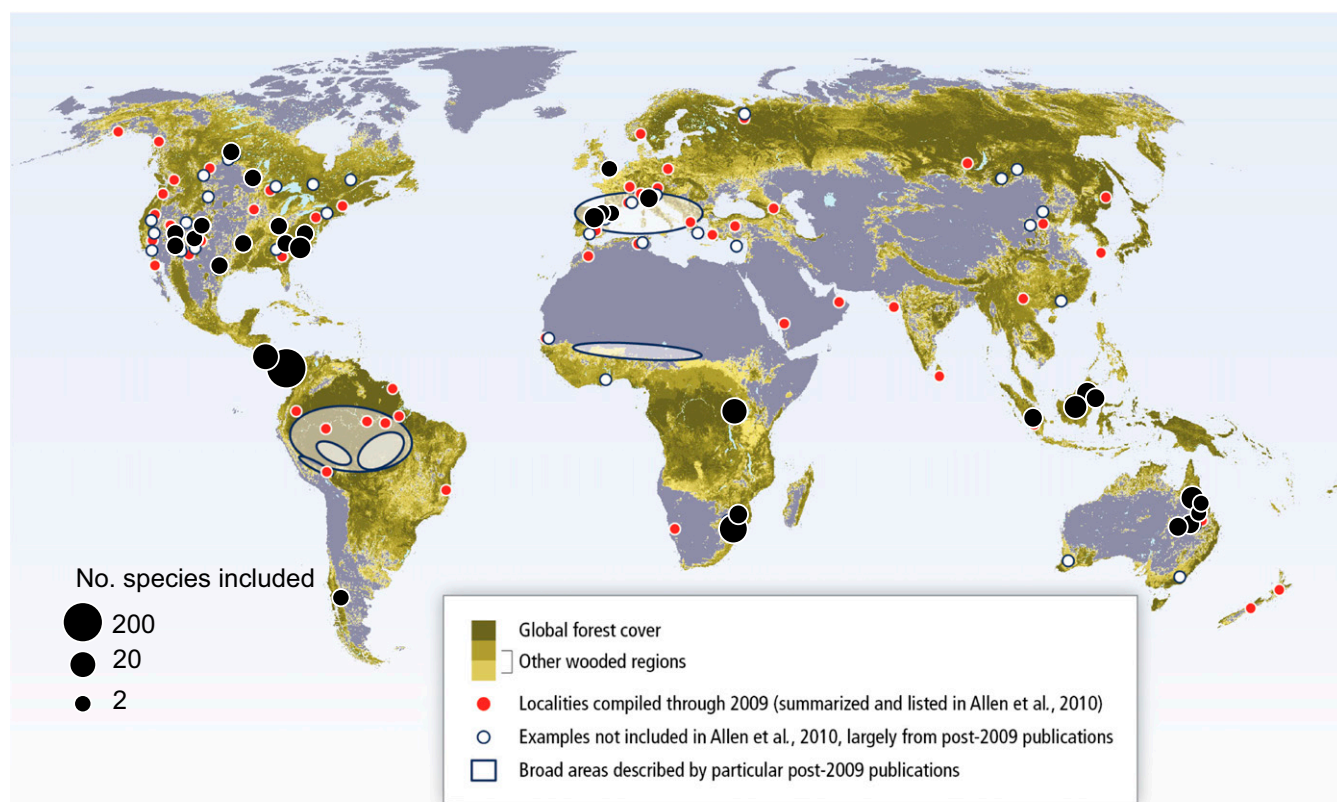 No. species included
200
20
2
Global forest cover
Other wooded regions
Localities compiled through 2009 (summarized and listed in Allen et al., 2010)
Examples not included in Allen et al., 2010, largely from post-2009 publications
Broad areas described by particular post-2009 publications